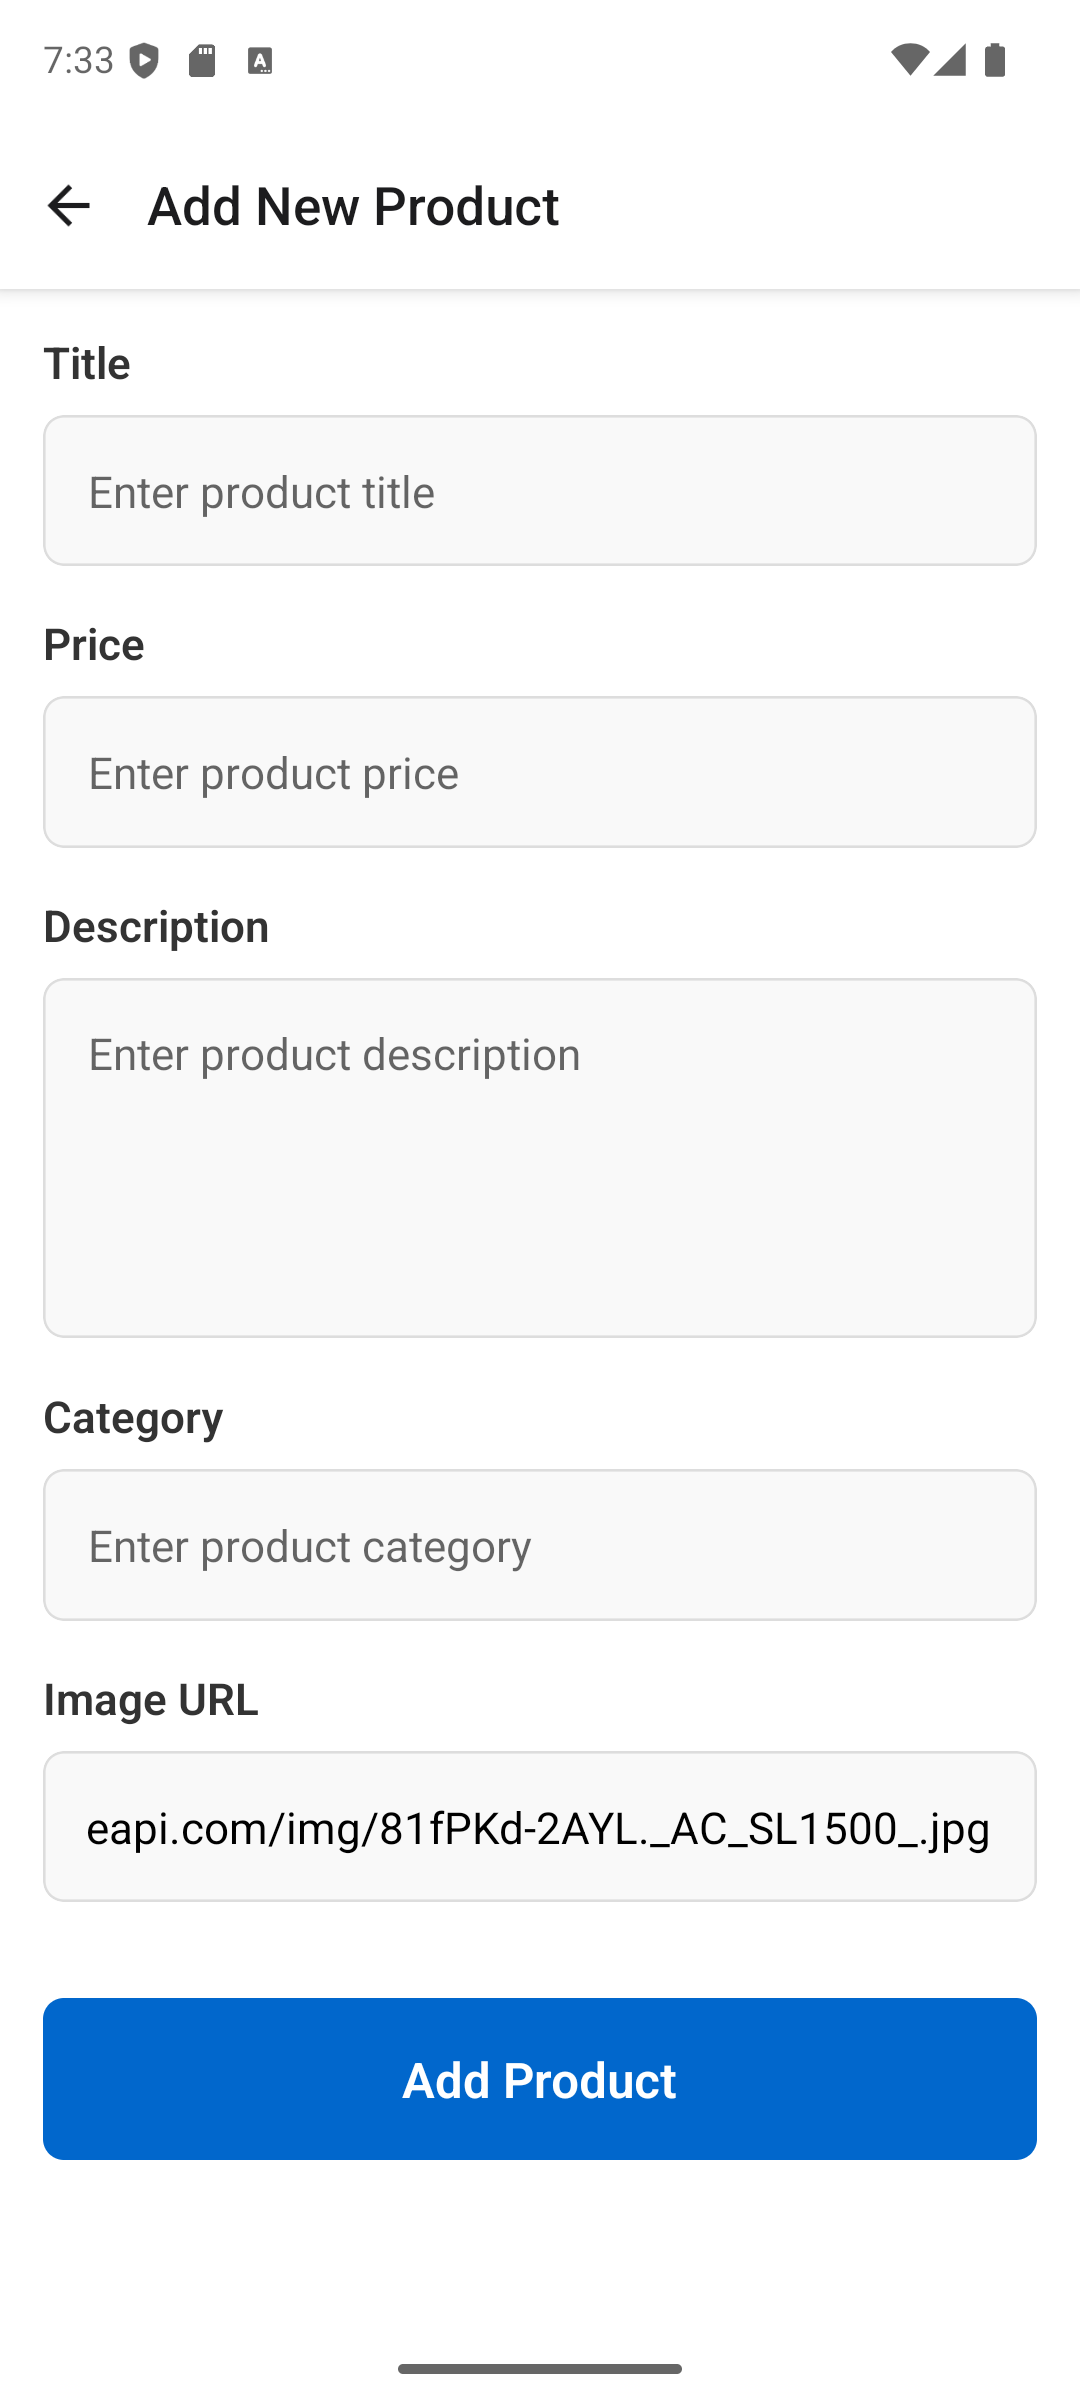 7:33
Add New Product
Title
Enter product title
Price
Enter product price
Description
Enter product description
Category
Enter product category
Image URL
eapi.com/img/81fPKd-2AYL._AC_SL1500_.jpg
Add Product